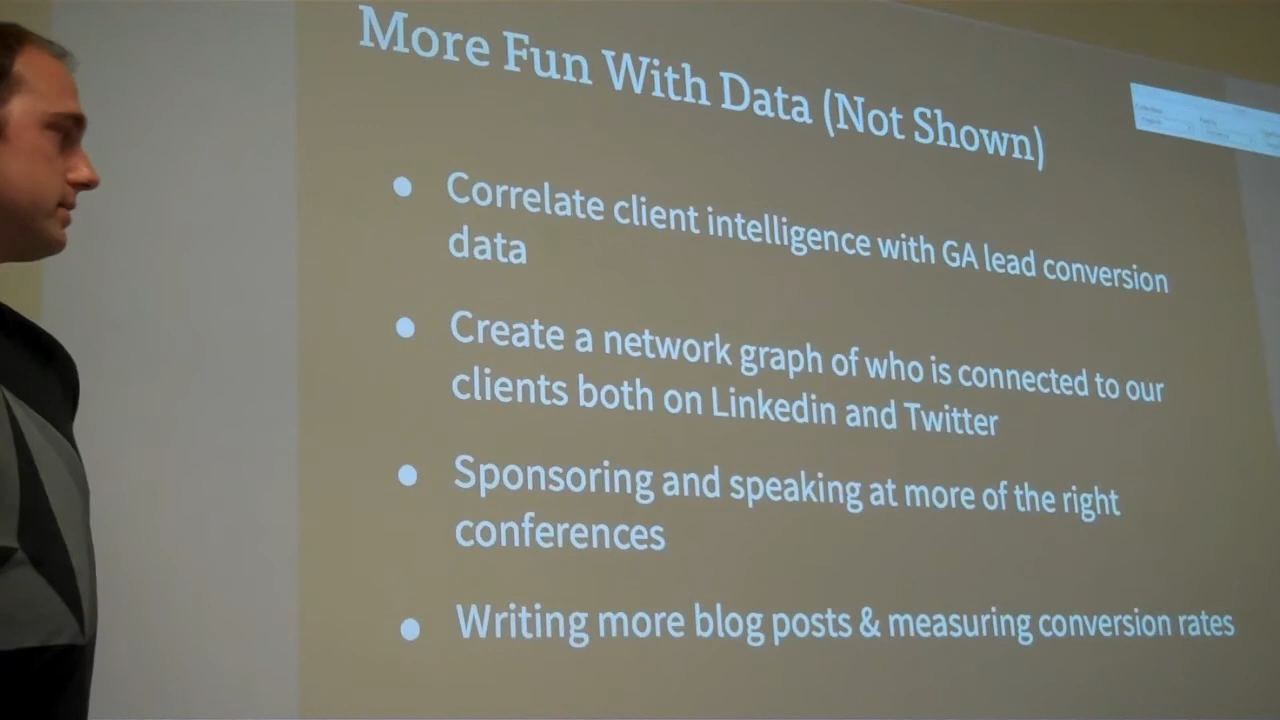 More Fun With Data (Not Shown)
● Correlate client intelligence with GA lead conversion
data
● Create a network graph of who is connected to our
clients both on Linkedin and Twitter
● Sponsoring and speaking at more of the right
conferences
● Writing more blog posts & measuring conversion rates